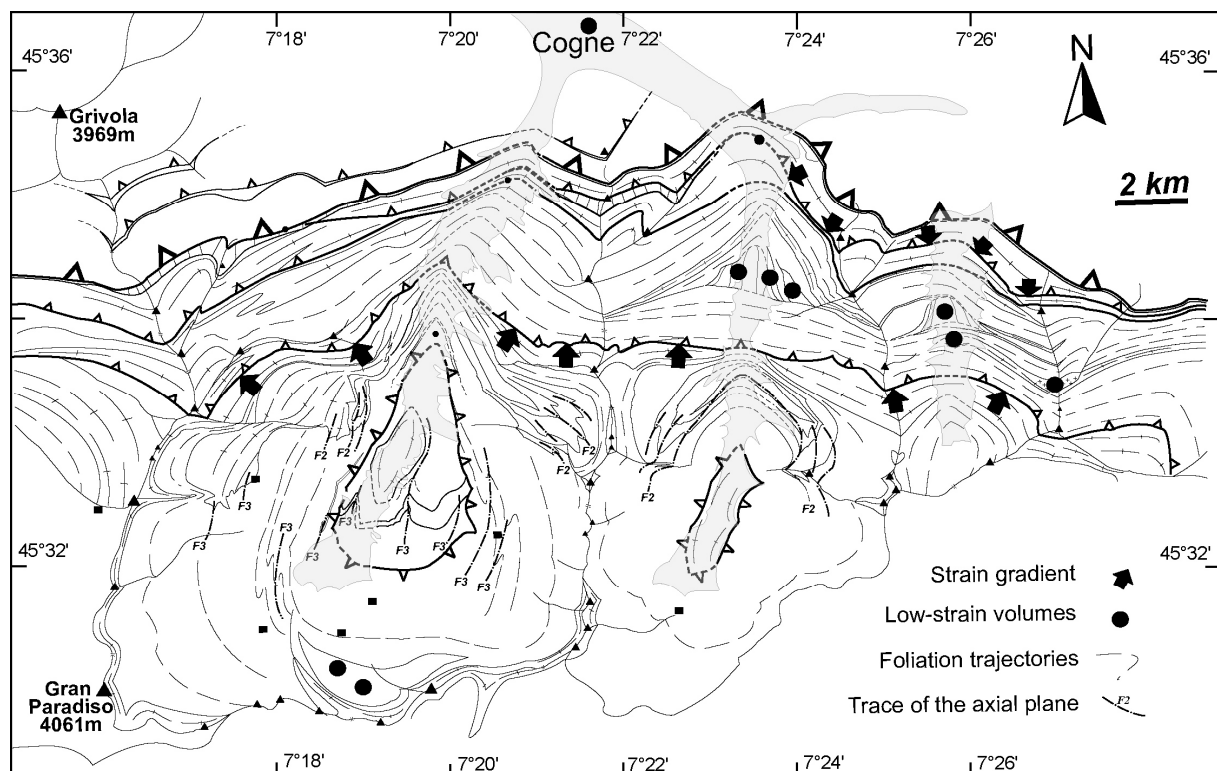 7°18'
7°20'
Cogne
7°22'
7°24'
7°26'
45°36'
45°36'
N
Grivola
3969m
2 km
F2
F2
F2
F2
F2
F2
F3
F3
F3
F3
F3
F3
F3
F3
F3
45°32'
45°32'
Strain gradient
Low-strain volumes
Foliation trajectories
Trace of the axial plane
F2
Gran
Paradiso
4061m
7°18'
7°20'
7°22'
7°24'
7°26'